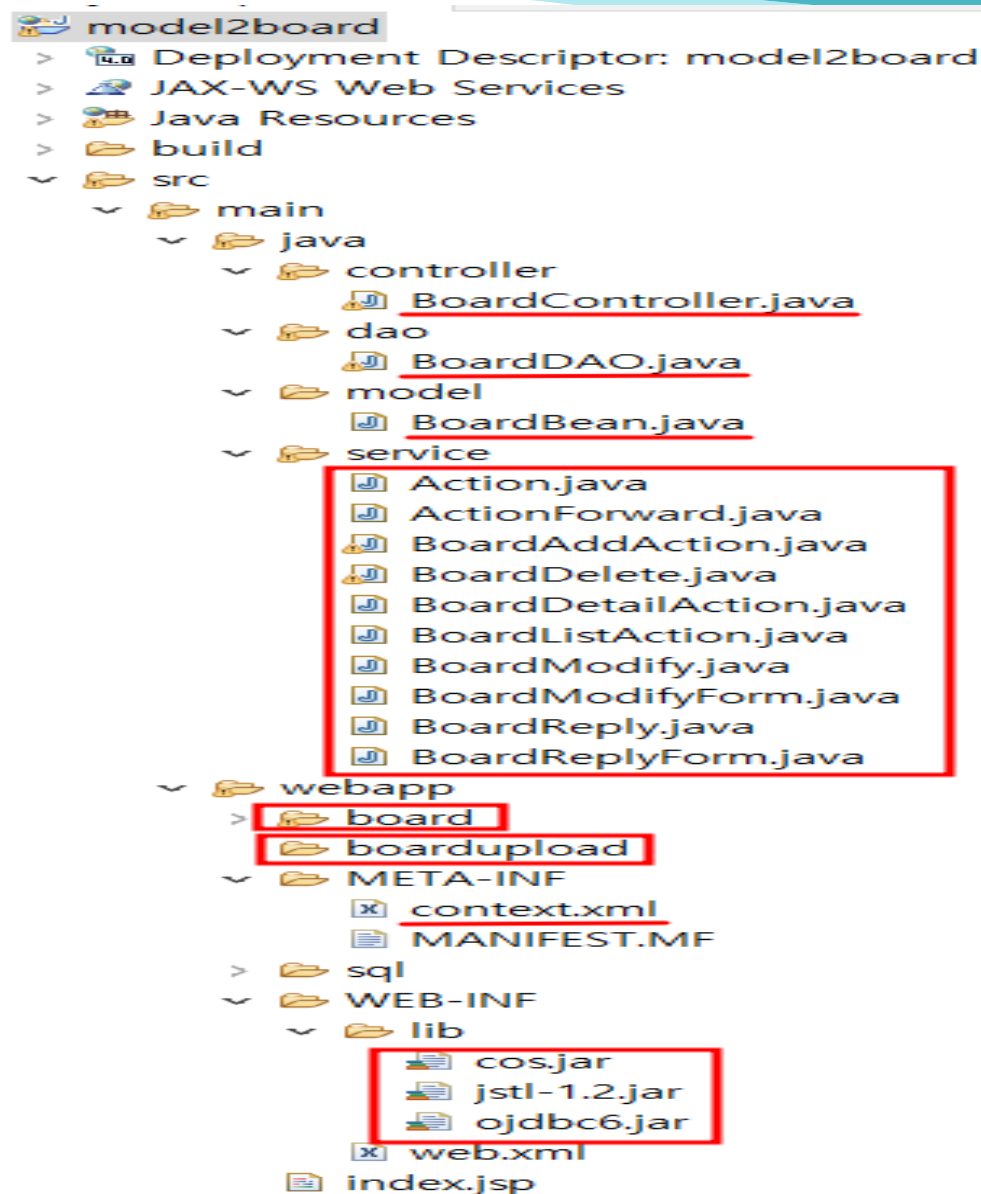 model2board
Deployment Descriptor: model2board
JAX-WS Web Services
Java Resources
build
src
main
java
controller
BoardController.java
dao
BoardDAO.java
model
BoardBean.java
service
Action.java
ActionForward.java
BoardAddAction.java
BoardDelete.java
BoardDetailAction.java
BoardListAction.java
BoardModify.java
BoardModifyForm.java
BoardReply.java
BoardReplyForm.java
webapp
board
boardupload
META-INF
context.xml
MANIFEST.MF
sql
WEB-INF
lib
cos.jar
jstl-1.2.jar
ojdbc6.jar
web.xml
index.jsp